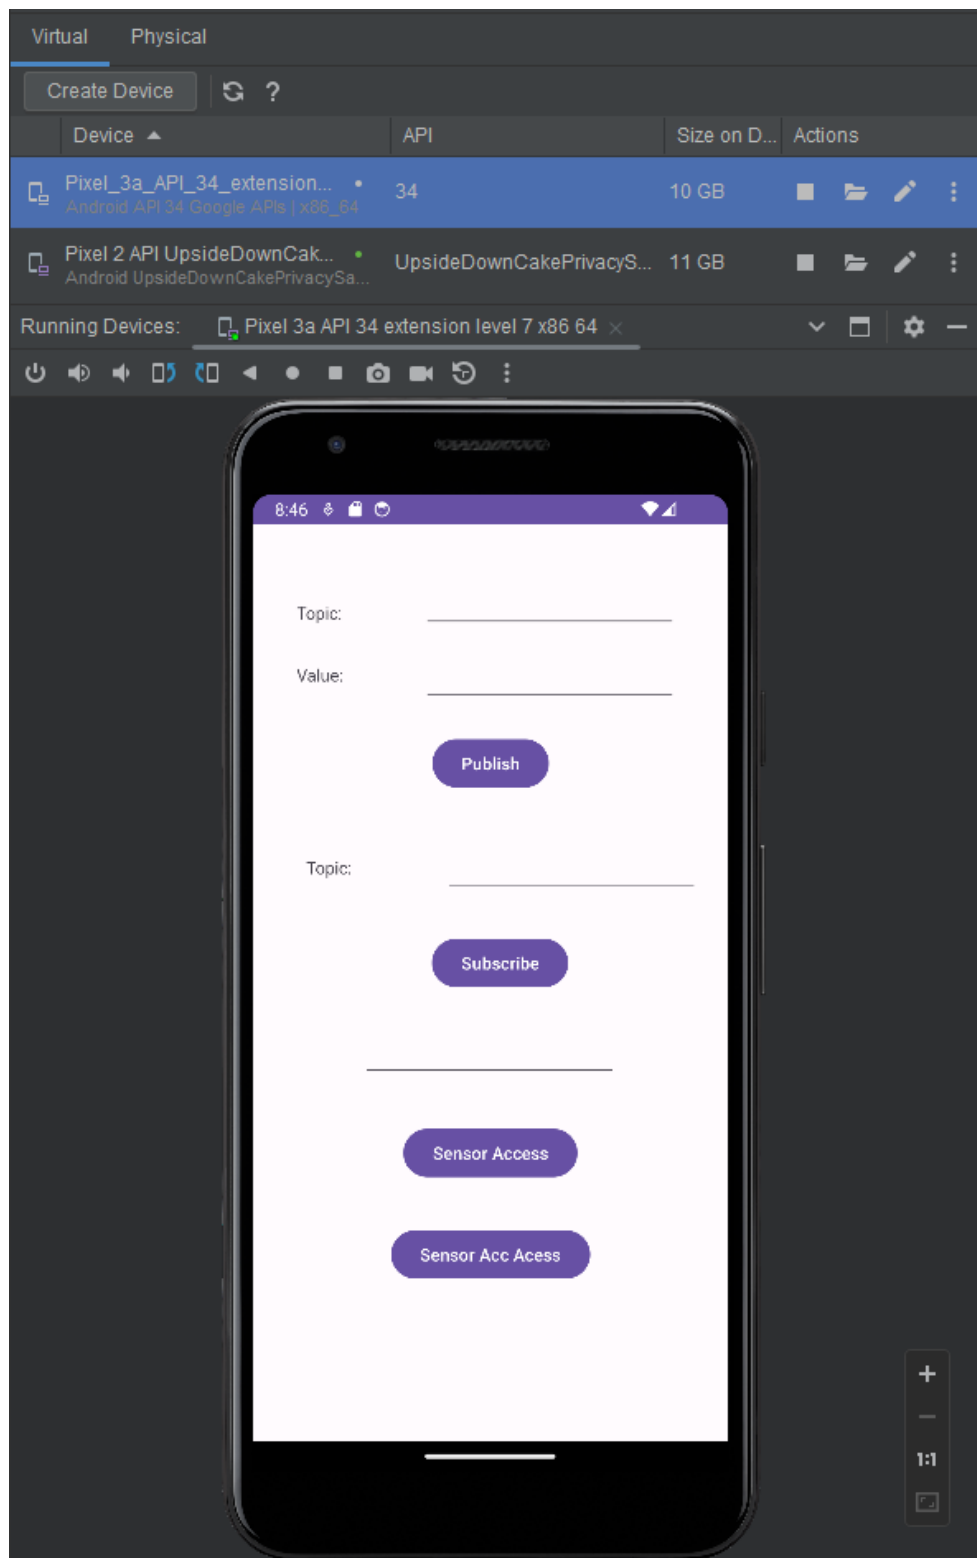 Virtual Physical
Create Device ?
Device API Size on D... Actions
Pixel_3a_API_34_extension... 34 10 GB
Android API 34 Google APIs | x86_64
Pixel 2 API UpsideDownCak... UpsideDownCakePrivacyS... 11 GB
Android UpsideDownCakePrivacySa...
Running Devices: Pixel 3a API 34 extension level 7 x86 64
8:46
Topic:
Value:
Publish
Topic:
Subscribe
Sensor Access
Sensor Acc Acess
1:1